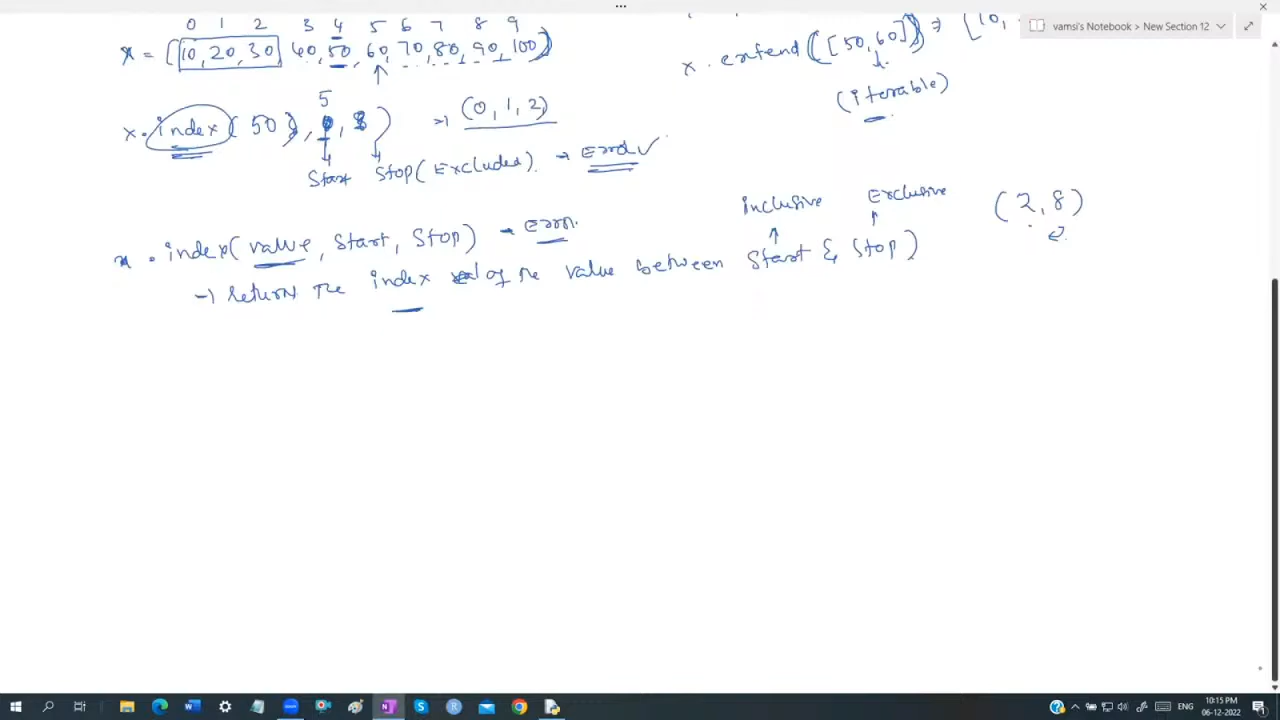 vamsi's Notebook > New Section 12
0 1 2 3 4 5 6 7 8 9
x = [10, 20, 30, 40, 50, 60, 70, 80, 90, 100]
x. extend([50, 60]) ⇒ [10,
(iterable)
5
x. index(50, , ) → (0, 1, 2)
Start Stop (Excluded) → Error ✓
x. index(value, Start, Stop) → Error.
Inclusive Exclusive (2, 8)
→ return the index of the value between Start & Stop)
10:15 PM
ENG
06-12-2022